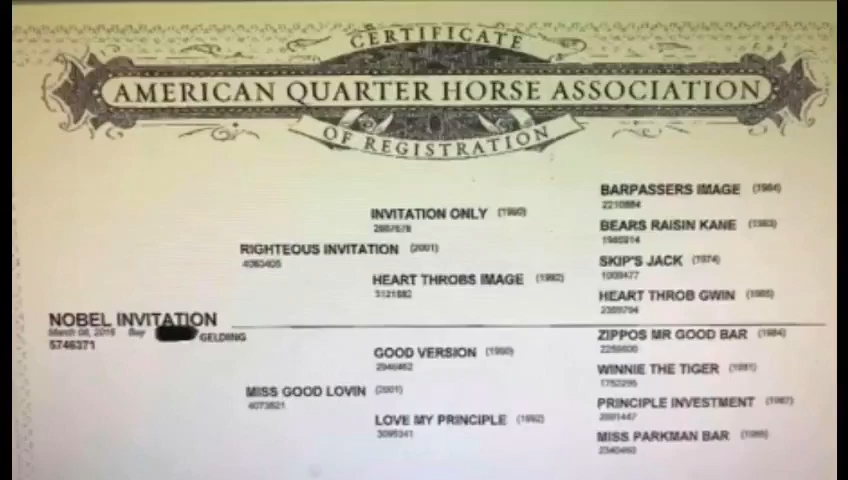 CERTIFICATE
AMERICAN QUARTER HORSE ASSOCIATION
OF REGISTRATION
BARPASSERS IMAGE (1984)
2210884
INVITATION ONLY (1990)
BEARS RAISIN KANE (1983)
RIGHTEOUS INVITATION (2001)
SKIP'S JACK (1974)
HEART THROBS IMAGE (1992)
3121882
HEART THROB GWIN (1985)
NOBEL INVITATION
Bay GELDING
5746371
ZIPPOS MR GOOD BAR (1984)
GOOD VERSION (1990)
WINNIE THE TIGER (1981)
MISS GOOD LOVIN (2001)
PRINCIPLE INVESTMENT (1987)
LOVE MY PRINCIPLE (1992)
MISS PARKMAN BAR